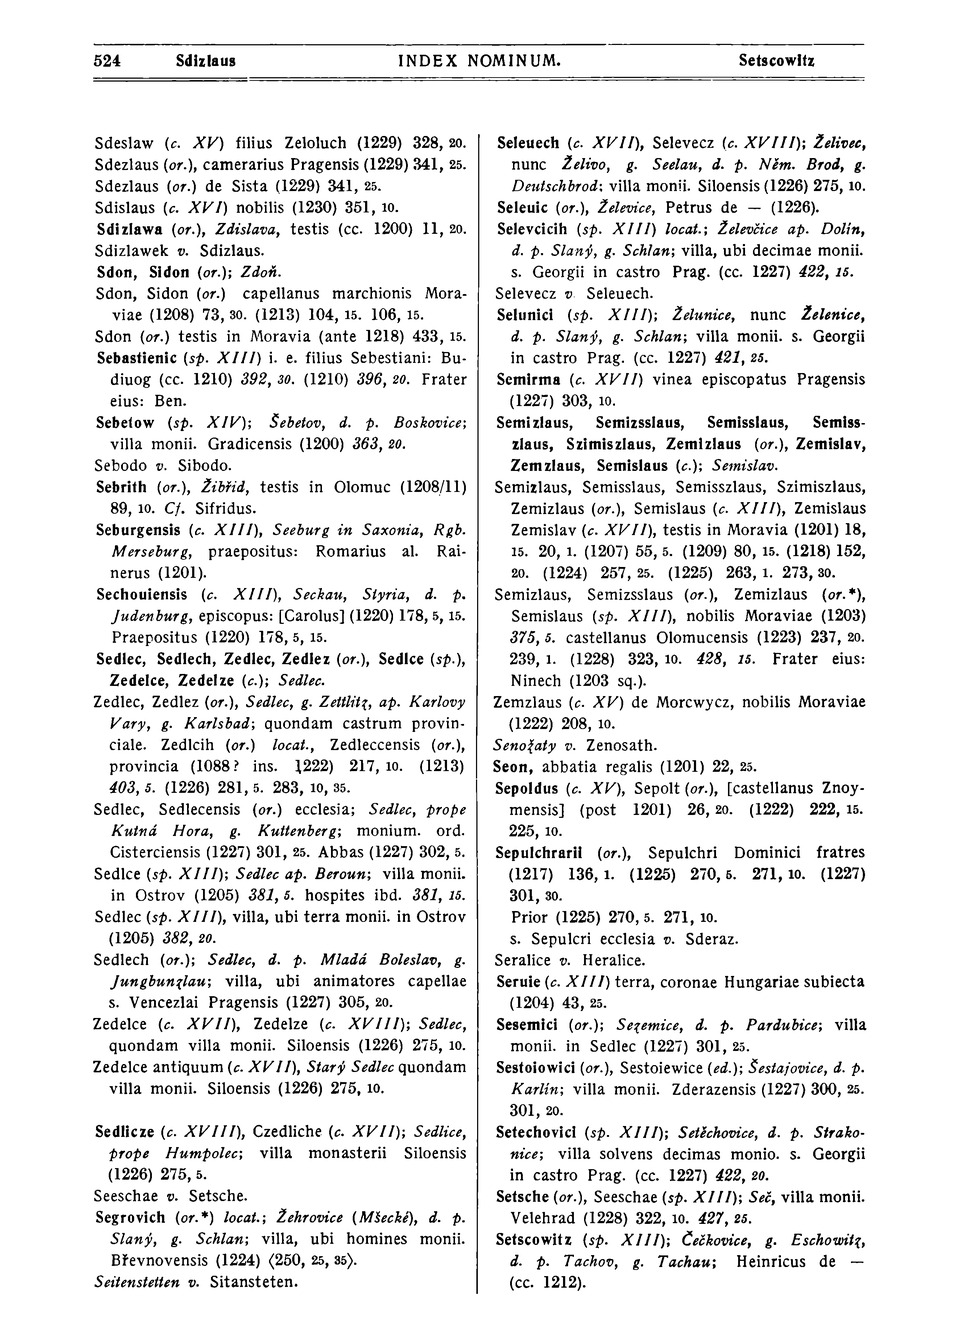 524 Sdizlaus INDEX NOMINUM. Setscowitz
Sdeslaw (c. XV) filius Zeloluch (1229) 328, 20.
Sdezlaus (or.), camerarius Pragensis (1229) 341, 25.
Sdezlaus (or.) de Sista (1229) 341, 25.
Sdislaus (c. XVI) nobilis (1230) 351, 10.
Sdizlawa (or.), Zdislava, testis (cc. 1200) 11, 20.
Sdizlawek v. Sdizlaus.
Sdon, Sidon (or.); Zdoň.
Sdon, Sidon (or.) capellanus marchionis Mora-
viae (1208) 73, 30. (1213) 104, 15. 106, 15.
Sdon (or.) testis in Moravia (ante 1218) 433, 15.
Sebastienic (sp. XIII) i. e. filius Sebestiani: Bu-
diuog (cc. 1210) 392, 30. (1210) 396, 20. Frater
eius: Ben.
Sebetow (sp. XIV); Šebetov, d. p. Boskovice;
villa monii. Gradicensis (1200) 363, 20.
Sebodo v. Sibodo.
Sebrith (or.), Žibřid, testis in Olomuc (1208/11)
89, 10. Cf. Sifridus.
Seburgensis (c. XIII), Seeburg in Saxonia, Rgb.
Merseburg, praepositus: Romarius al. Rai-
nerus (1201).
Sechouiensis (c. XIII), Seckau, Styria, d. p.
Judenburg, episcopus: [Carolus] (1220) 178, 5, 15.
Praepositus (1220) 178, 5, 15.
Sedlec, Sedlech, Zedlec, Zedlez (or.), Sedlce (sp.),
Zedelce, Zedelze (c.); Sedlec.
Zedlec, Zedlez (or.), Sedlec, g. Zettlitz, ap. Karlovy
Vary, g. Karlsbad; quondam castrum provin-
ciale. Zedlcih (or.) locat., Zedleccensis (or.),
provincia (1088? ins. 1222) 217, 10. (1213)
403, 5. (1226) 281, 5. 283, 10, 35.
Sedlec, Sedlecensis (or.) ecclesia; Sedlec, prope
Kutná Hora, g. Kuttenberg; monium. ord.
Cisterciensis (1227) 301, 25. Abbas (1227) 302, 5.
Sedlce (sp. XIII); Sedlec ap. Beroun; villa monii.
in Ostrov (1205) 381, 5. hospites ibd. 381, 15.
Sedlec (sp. XIII), villa, ubi terra monii. in Ostrov
(1205) 382, 20.
Sedlech (or.); Sedlec, d. p. Mladá Boleslav, g.
Jungbunzlau; villa, ubi animatores capellae
s. Vencezlai Pragensis (1227) 305, 20.
Zedelce (c. XVII), Zedelze (c. XVIII); Sedlec,
quondam villa monii. Siloensis (1226) 275, 10.
Zedelce antiquum (c. XVII), Starý Sedlec quondam
villa monii. Siloensis (1226) 275, 10.
Sedlicze (c. XVIII), Czedliche (c. XVII); Sedlice,
prope Humpolec; villa monasterii Siloensis
(1226) 275, 5.
Seeschae v. Setsche.
Segrovich (or.*) locat.; Žehrovice (Mšecké), d. p.
Slaný, g. Schlan; villa, ubi homines monii.
Břevnovensis (1224) ⟨250, 25, 35⟩.
Seitenstetten v. Sitansteten.
Seleuech (c. XVII), Selevecz (c. XVIII); Želivec,
nunc Želivo, g. Seelau, d. p. Něm. Brod, g.
Deutschbrod; villa monii. Siloensis (1226) 275, 10.
Seleuic (or.), Želevice, Petrus de — (1226).
Selevcicih (sp. XIII) locat.; Želevčice ap. Dolín,
d. p. Slaný, g. Schlan; villa, ubi decimae monii.
s. Georgii in castro Prag. (cc. 1227) 422, 15.
Selevecz v Seleuech.
Selunici (sp. XIII); Želunice, nunc Želenice,
d. p. Slaný, g. Schlan; villa monii. s. Georgii
in castro Prag. (cc. 1227) 421, 25.
Semirma (c. XVII) vinea episcopatus Pragensis
(1227) 303, 10.
Semizlaus, Semizsslaus, Semisslaus, Semiss-
zlaus, Szimiszlaus, Zemizlaus (or.), Zemislav,
Zemzlaus, Semislaus (c.); Semislav.
Semizlaus, Semisslaus, Semisszlaus, Szimiszlaus,
Zemizlaus (or.), Semislaus (c. XIII), Zemislaus
Zemislav (c. XVII), testis in Moravia (1201) 18,
15. 20, 1. (1207) 55, 5. (1209) 80, 15. (1218) 152,
20. (1224) 257, 25. (1225) 263, 1. 273, 30.
Semizlaus, Semizsslaus (or.), Zemizlaus (or.*),
Semislaus (sp. XIII), nobilis Moraviae (1203)
375, 5. castellanus Olomucensis (1223) 237, 20.
239, 1. (1228) 323, 10. 428, 15. Frater eius:
Ninech (1203 sq.).
Zemzlaus (c. XV) de Morcwycz, nobilis Moraviae
(1222) 208, 10.
Senožaty v. Zenosath.
Seon, abbatia regalis (1201) 22, 25.
Sepoldus (c. XV), Sepolt (or.), [castellanus Znoy-
mensis] (post 1201) 26, 20. (1222) 222, 15.
225, 10.
Sepulchrarii (or.), Sepulchri Dominici fratres
(1217) 136, 1. (1225) 270, 5. 271, 10. (1227)
301, 30.
Prior (1225) 270, 5. 271, 10.
s. Sepulcri ecclesia v. Sderaz.
Seralice v. Heralice.
Seruie (c. XIII) terra, coronae Hungariae subiecta
(1204) 43, 25.
Sesemici (or.); Sezemice, d. p. Pardubice; villa
monii. in Sedlec (1227) 301, 25.
Sestoiowici (or.), Sestoiewice (ed.); Šestajovice, d. p.
Karlín; villa monii. Zderazensis (1227) 300, 25.
301, 20.
Setechovici (sp. XIII); Setěchovice, d. p. Strako-
nice; villa solvens decimas monio. s. Georgii
in castro Prag. (cc. 1227) 422, 20.
Setsche (or.), Seeschae (sp. XIII); Seč, villa monii.
Velehrad (1228) 322, 10. 427, 25.
Setscowitz (sp. XIII); Čečkovice, g. Eschowitz,
d. p. Tachov, g. Tachau; Heinricus de —
(cc. 1212).